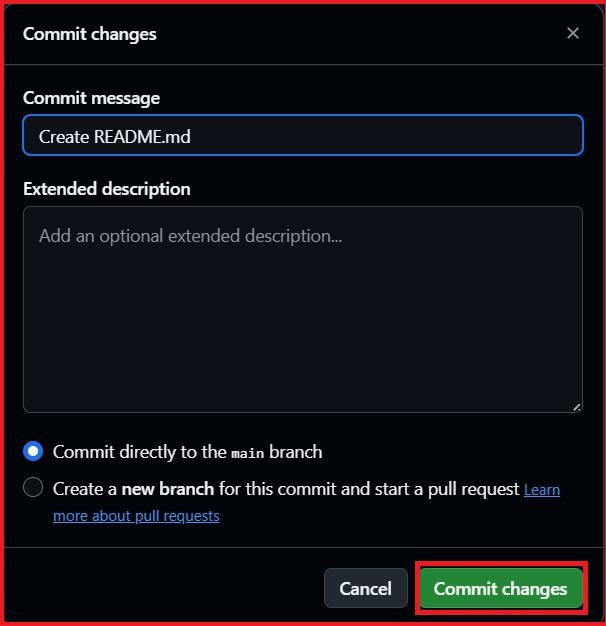 Commit changes
Commit message
Create README.md
Extended description
Add an optional extended description...
Commit directly to the main branch
Create a new branch for this commit and start a pull request Learn
more about pull requests
Cancel
Commit changes